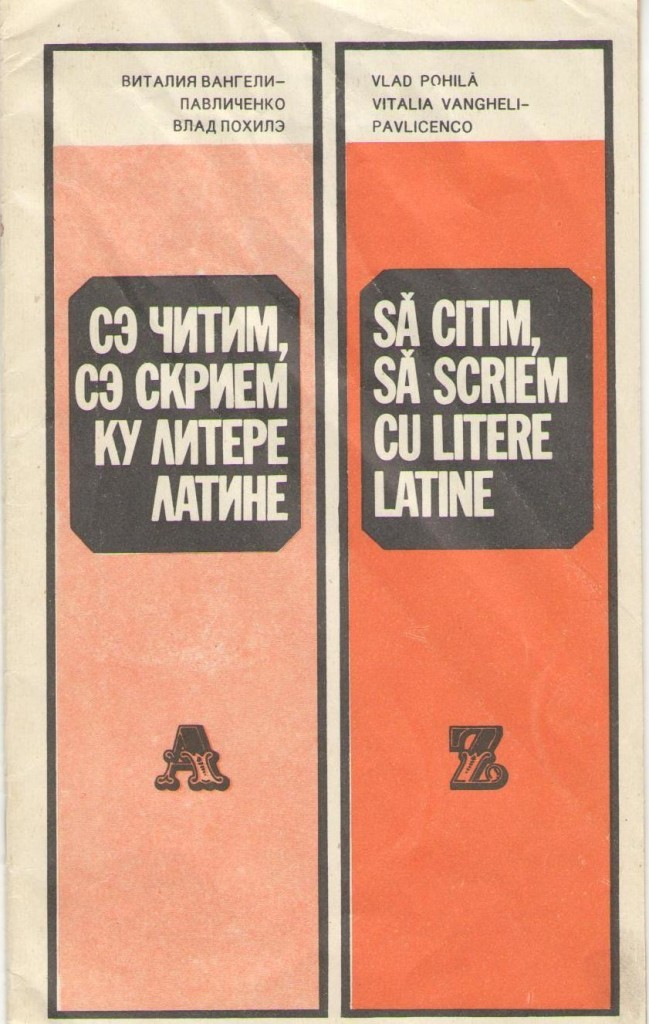 ВИТАЛИЯ ВАНГЕЛИ-
ПАВЛИЧЕНКО
ВЛАД ПОХИЛЭ
СЭ ЧИТИМ,
СЭ СКРИЕМ
КУ ЛИТЕРЕ
ЛАТИНЕ
A
VLAD POHILĂ
VITALIA VANGHELI-
PAVLICENCO
SĂ CITIM,
SĂ SCRIEM
CU LITERE
LATINE
Z